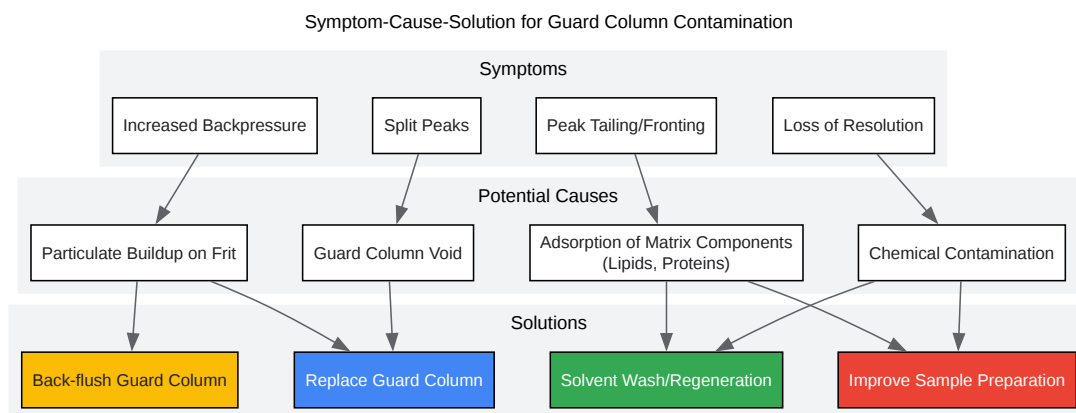 Symptom-Cause-Solution for Guard Column Contamination
Symptoms
Increased Backpressure
Split Peaks
Peak Tailing/Fronting
Loss of Resolution
Potential Causes
Particulate Buildup on Frit
Guard Column Void
Adsorption of Matrix Components
(Lipids, Proteins)
Chemical Contamination
Solutions
Back-flush Guard Column
Replace Guard Column
Solvent Wash/Regeneration
Improve Sample Preparation